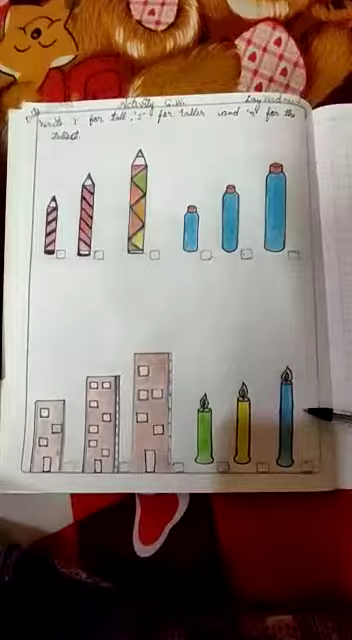 Activity C.W.
Write '1' for tall, '2' for taller and '3' for the
tallest.